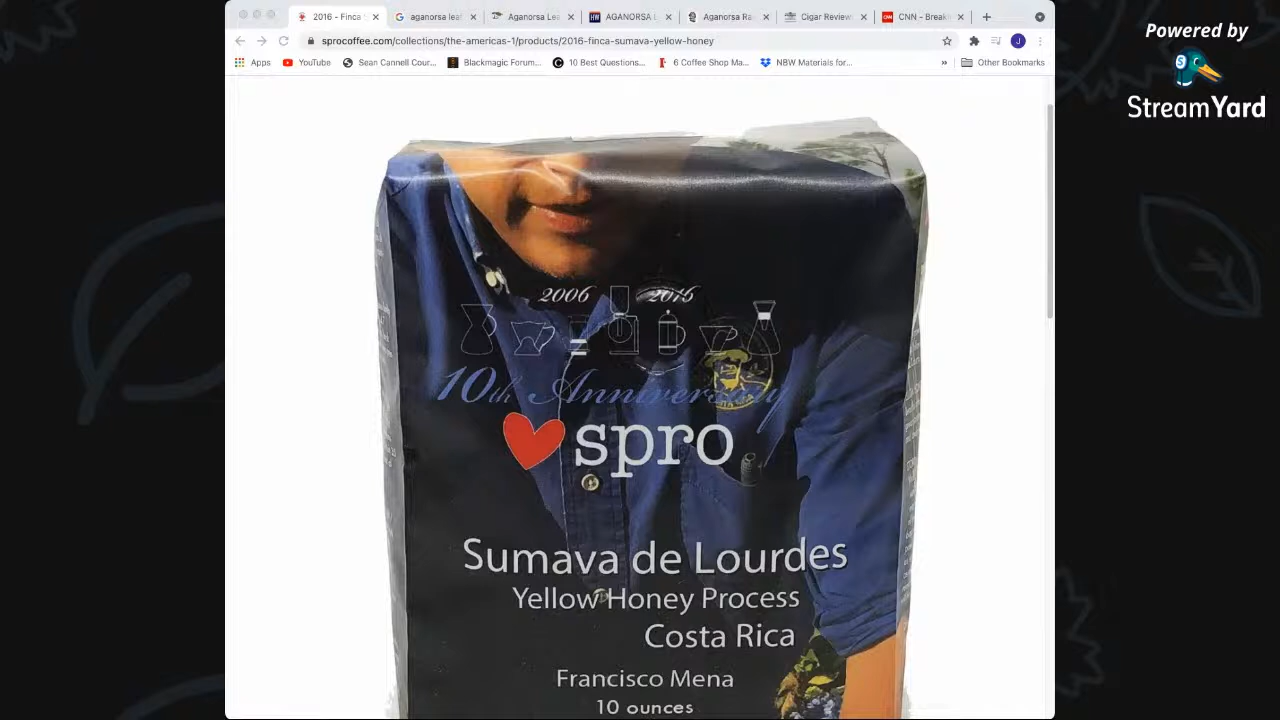 2016 - Finca
aganorsa leaf
Aganorsa Lea
AGANORSA L
Aganorsa Ra
Cigar Review
CNN - Breaki
sprocoffee.com/collections/the-americas-1/products/2016-finca-sumava-yellow-honey
J
Apps
YouTube
Sean Cannell Cour...
Blackmagic Forum...
10 Best Questions...
6 Coffee Shop Ma...
NBW Materials for...
»
Other Bookmarks
Powered by
StreamYard
2006 2016
10th Anniversary
spro
Sumava de Lourdes
Yellow Honey Process
Costa Rica
Francisco Mena
10 ounces